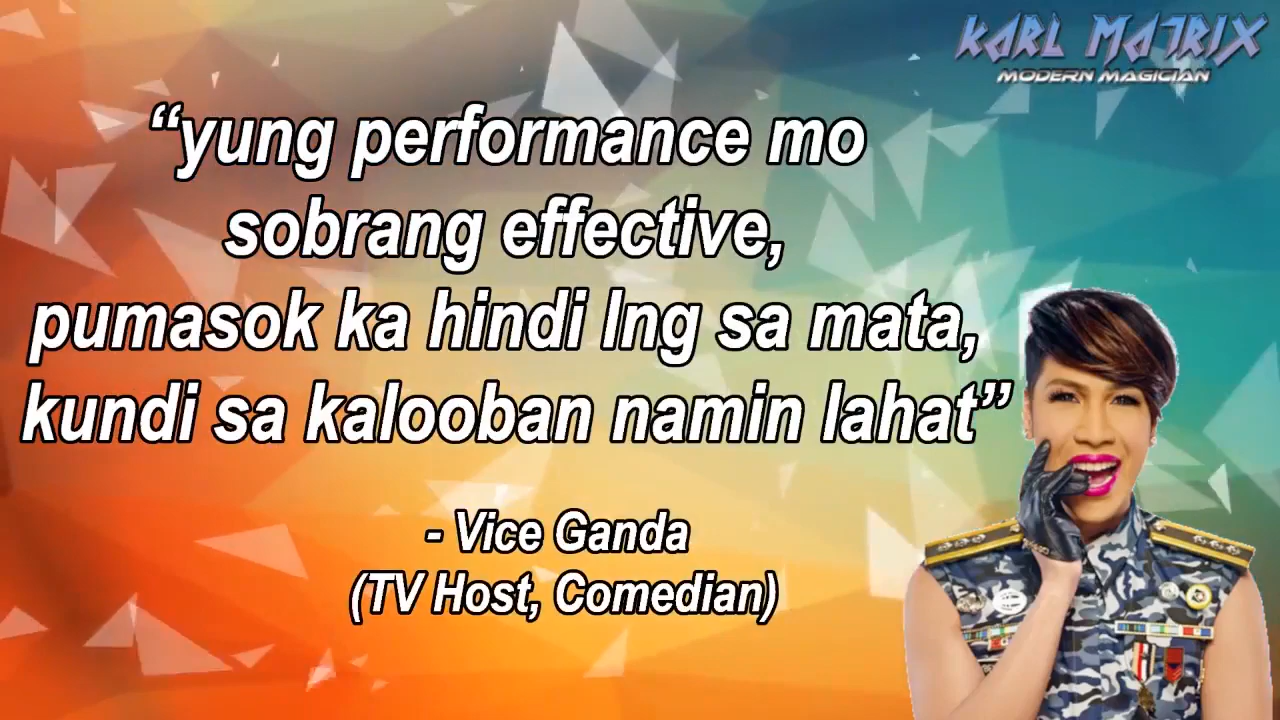 KARL MATRIX
MODERN MAGICIAN
“yung performance mo
sobrang effective,
pumasok ka hindi lng sa mata,
kundi sa kalooban namin lahat”
- Vice Ganda
(TV Host, Comedian)